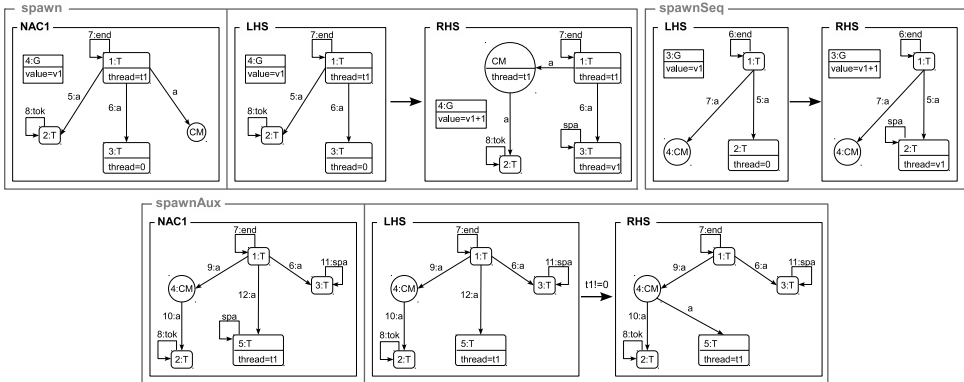 spawn
NAC1
7:end
4:G
value=v1
1:T
thread=t1
5:a
6:a
a
8:tok
2:T
CM
3:T
thread=0
LHS
7:end
4:G
value=v1
1:T
thread=t1
5:a
6:a
8:tok
2:T
3:T
thread=0
RHS
7:end
CM
thread=t1
a
1:T
thread=t1
4:G
value=v1+1
a
6:a
8:tok
2:T
spa
3:T
thread=v1
spawnSeq
LHS
6:end
3:G
value=v1
1:T
7:a
5:a
4:CM
2:T
thread=0
RHS
6:end
3:G
value=v1+1
1:T
7:a
5:a
spa
4:CM
2:T
thread=v1
spawnAux
NAC1
7:end
1:T
9:a
6:a
11:spa
4:CM
3:T
12:a
10:a
spa
8:tok
2:T
5:T
thread=t1
LHS
7:end
1:T
9:a
6:a
11:spa
4:CM
3:T
12:a
10:a
8:tok
2:T
5:T
thread=t1
t1!=0
RHS
7:end
1:T
9:a
6:a
11:spa
4:CM
3:T
10:a
a
8:tok
2:T
5:T
thread=t1